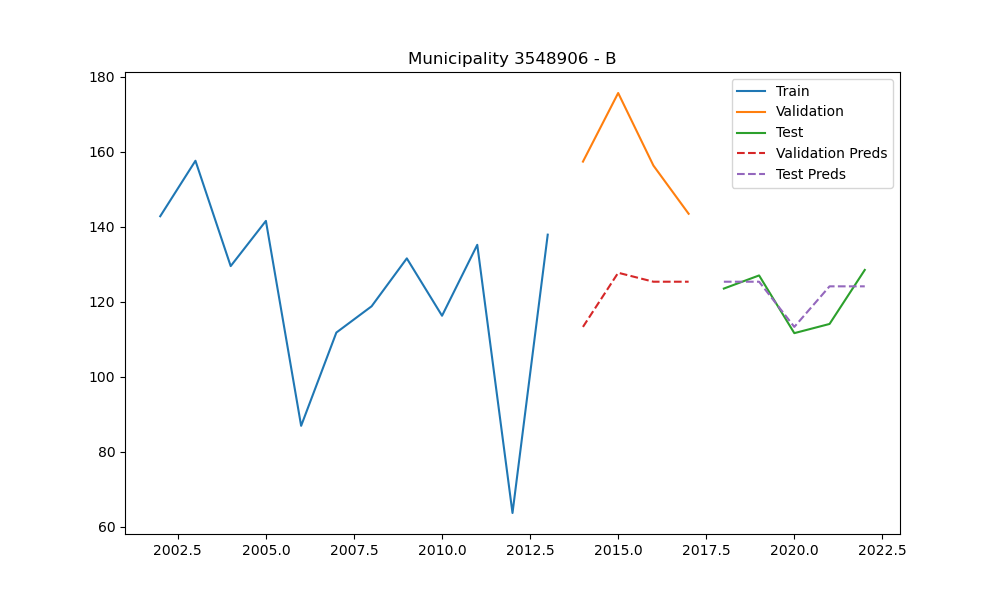 Municipality 3548906 - B
180
160
140
120
100
80
60
Train
Validation
Test
Validation Preds
Test Preds
2002.5 2005.0 2007.5 2010.0 2012.5 2015.0 2017.5 2020.0 2022.5